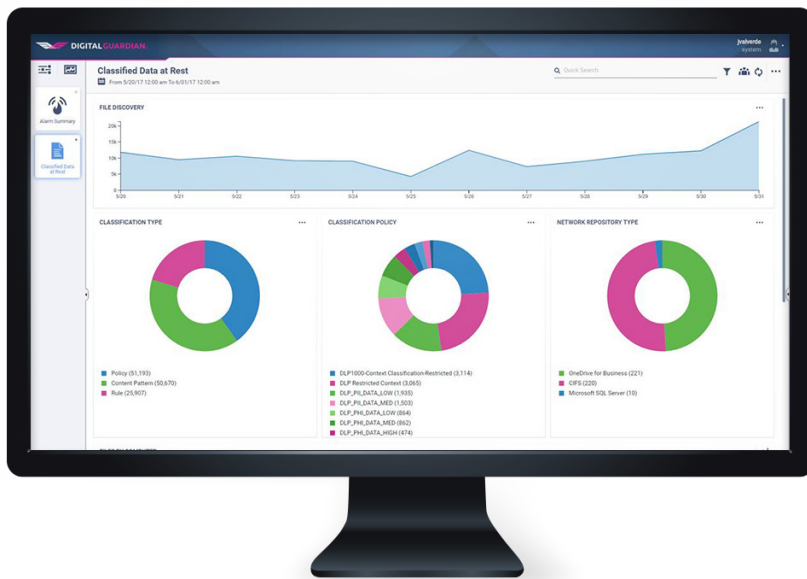 DIGITAL GUARDIAN
jvalverde
system
Classified Data at Rest
From 5/20/17 12:00 am To 6/01/17 12:00 am
Quick Search
Alarm Summary
Classified Data
at Rest
FILE DISCOVERY
20k
15k
10k
5k
0
5/20 5/21 5/22 5/23 5/24 5/25 5/26 5/27 5/28 5/29 5/30 5/31
CLASSIFICATION TYPE
Policy (51,193)
Content Pattern (50,670)
Rule (25,907)
CLASSIFICATION POLICY
DLP1000-Context Classification-Restricted (3,114)
DLP Restricted Context (3,065)
DLP_PII_DATA_LOW (1,935)
DLP_PII_DATA_MED (1,503)
DLP_PHI_DATA_LOW (864)
DLP_PHI_DATA_MED (862)
DLP_PHI_DATA_HIGH (474)
NETWORK REPOSITORY TYPE
OneDrive for Business (221)
CIFS (220)
Microsoft SQL Server (10)